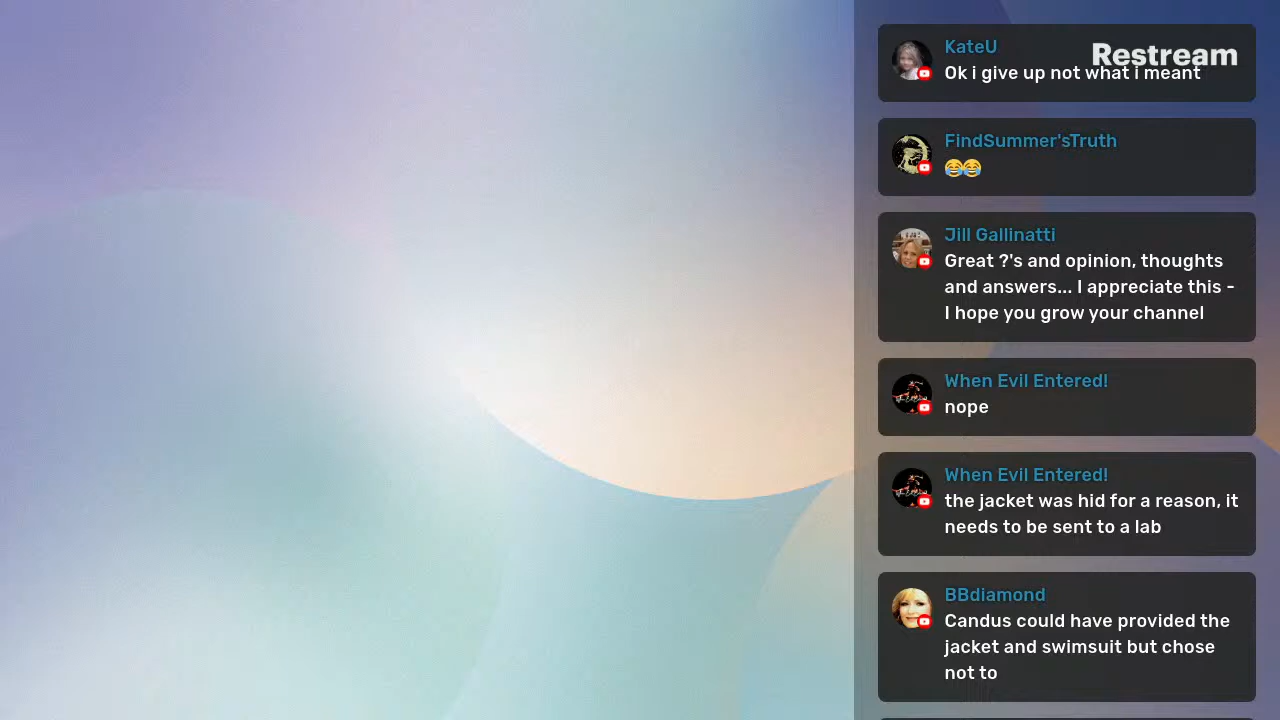 KateU
Restream
Ok i give up not what i meant
FindSummer'sTruth
😂😂
Jill Gallinatti
Great ?'s and opinion, thoughts
and answers... I appreciate this -
I hope you grow your channel
When Evil Entered!
nope
When Evil Entered!
the jacket was hid for a reason, it
needs to be sent to a lab
BBdiamond
Candus could have provided the
jacket and swimsuit but chose
not to